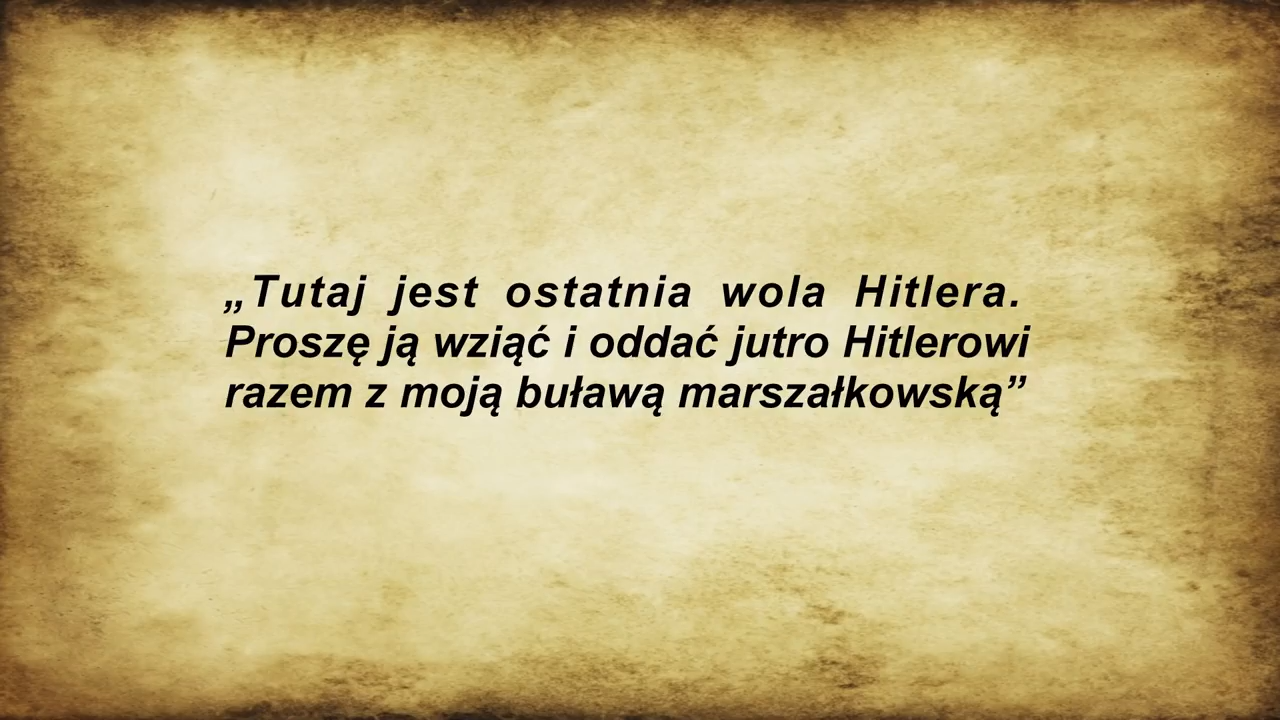 „Tutaj jest ostatnia wola Hitlera.
Proszę ją wziąć i oddać jutro Hitlerowi
razem z moją buławą marszałkowską”